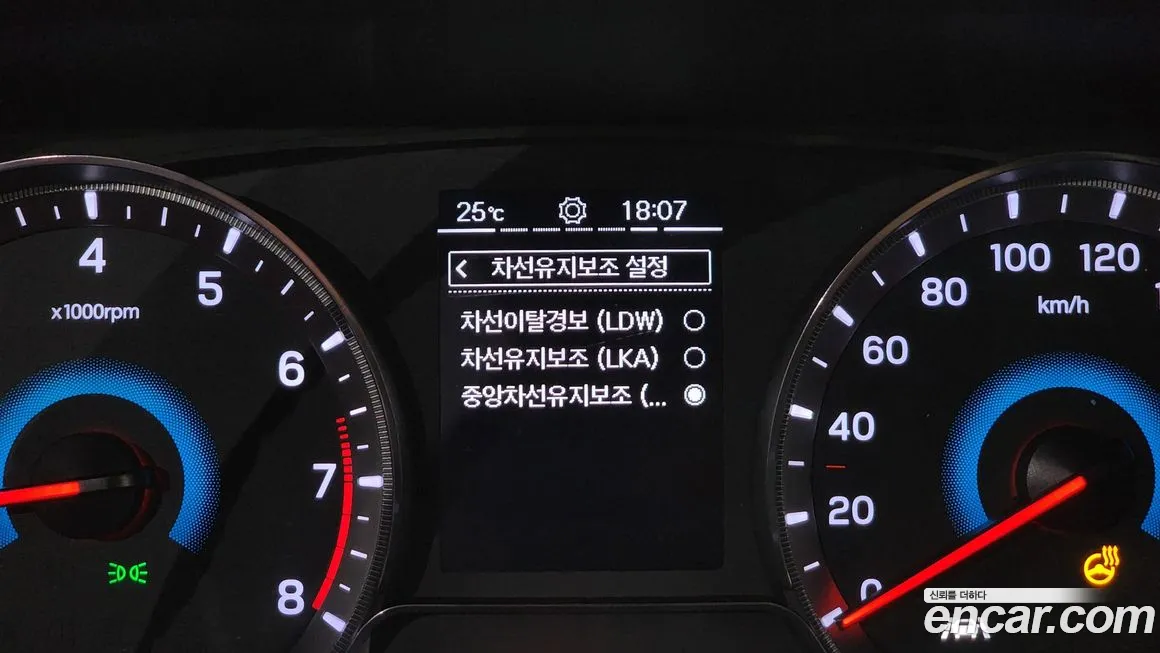 25℃ 18:07
< 차선유지보조 설정
차선이탈경보 (LDW)
차선유지보조 (LKA)
중앙차선유지보조 (...
4
5
6
7
8
x1000rpm
0
20
40
60
80
100
120
km/h
신뢰를 더하다
encar.com